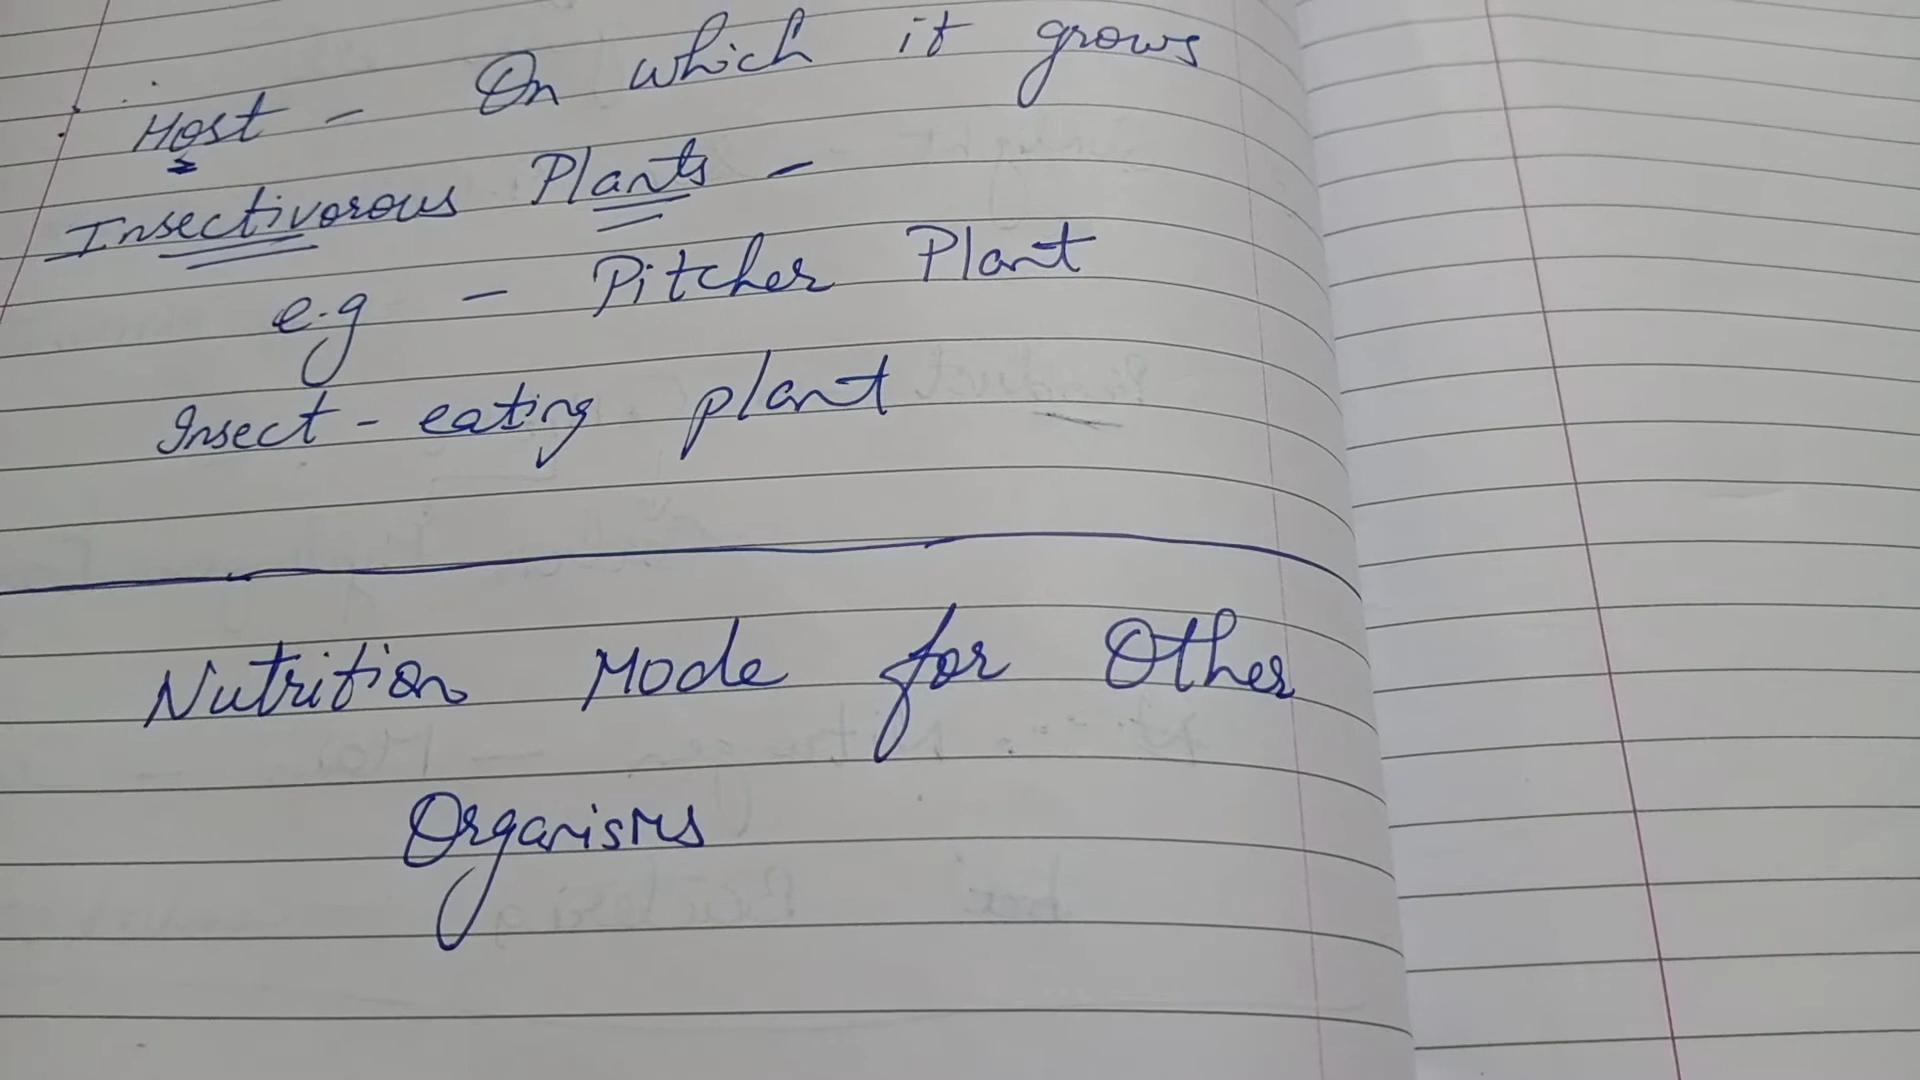 Host - On which it grows
Insectivorous Plants -
e.g - Pitcher Plant
Insect - eating plant
Nutrition Mode for Other
Organisms